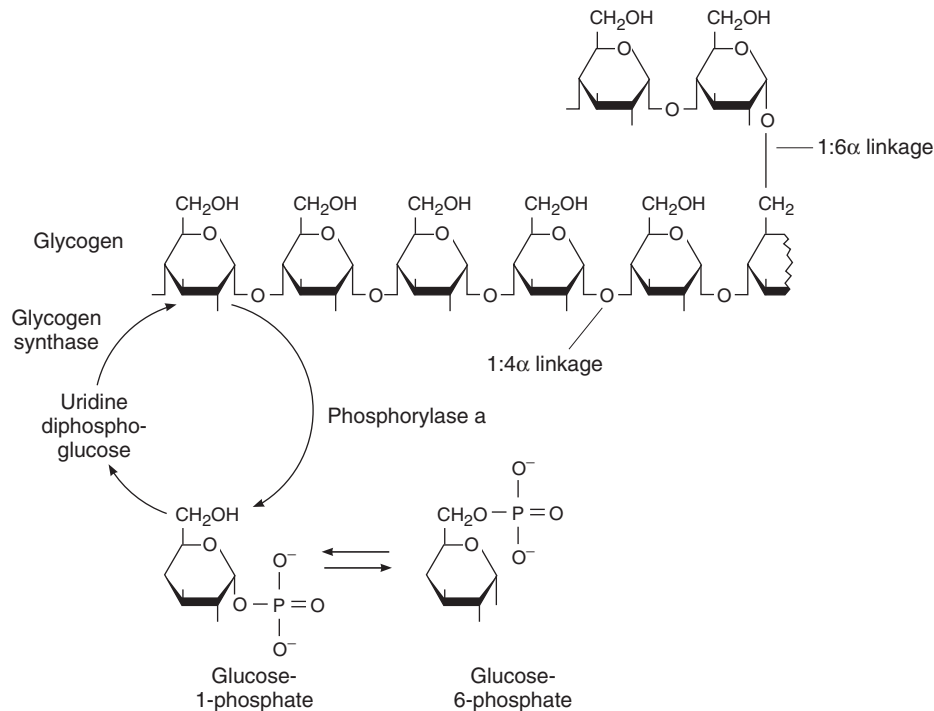 CH₂OH CH₂OH
O O
O O
1:6α linkage
CH₂OH CH₂OH CH₂OH CH₂OH CH₂OH CH₂
Glycogen
O O O O O
O O O O O
Glycogen
synthase
1:4α linkage
Uridine
diphospho-
glucose
Phosphorylase a
O⁻
CH₂OH
CH₂O P O
O
O⁻
O⁻
O
O P O
O⁻
Glucose-
1-phosphate
Glucose-
6-phosphate